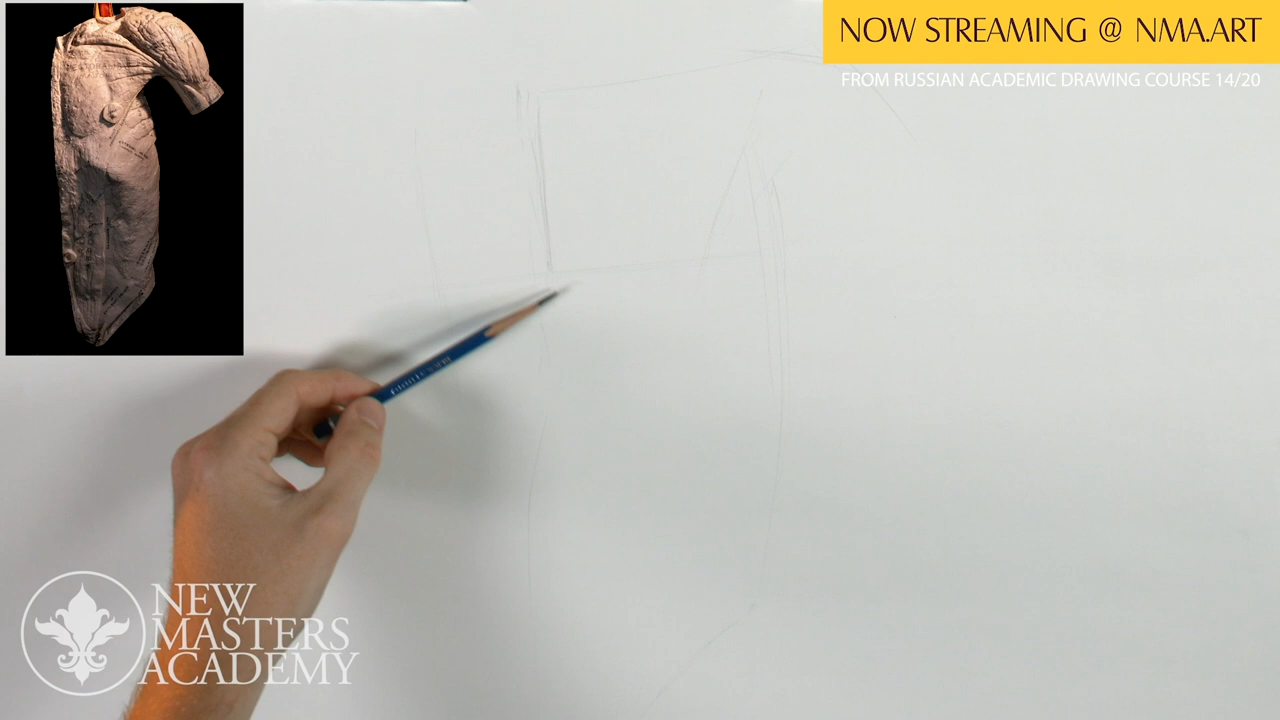 NOW STREAMING @ NMA.ART
FROM RUSSIAN ACADEMIC DRAWING COURSE 14/20
NEW
MASTERS
ACADEMY